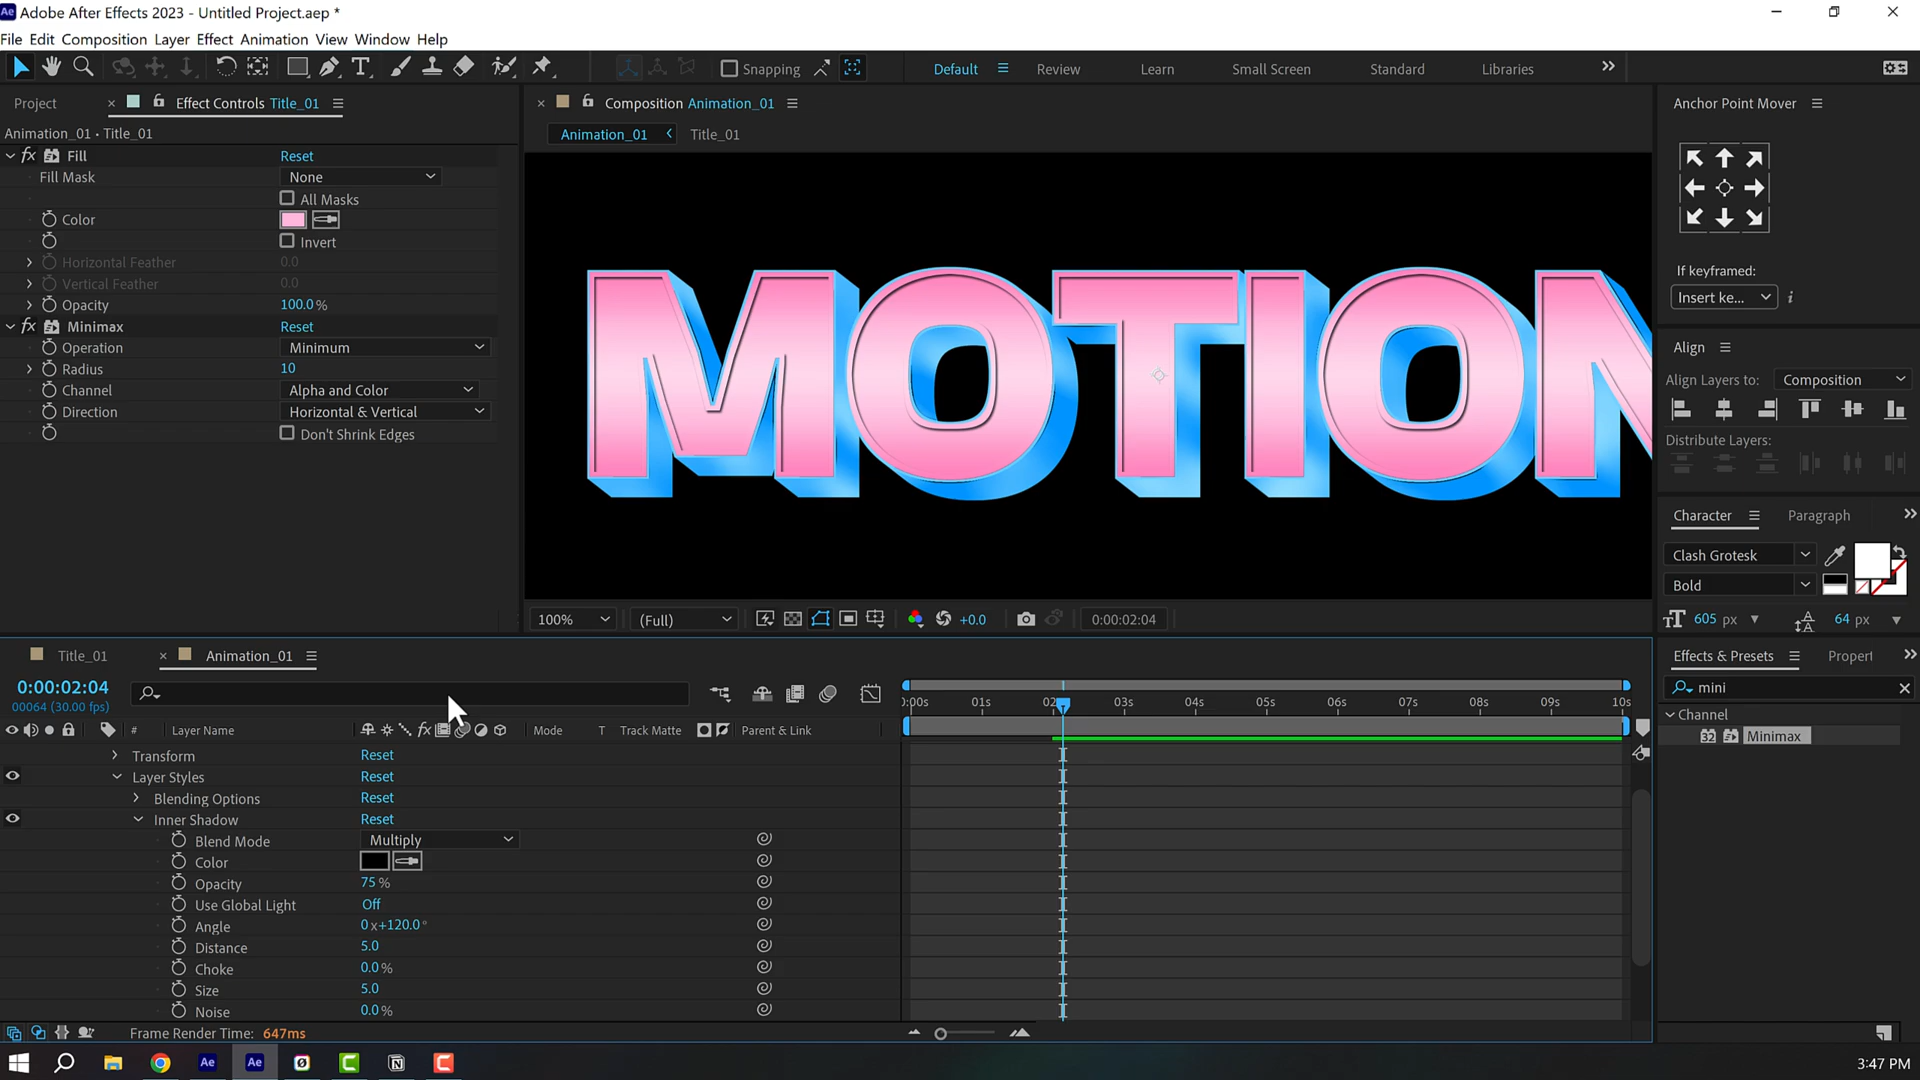 Adobe After Effects 2023 - Untitled Project.aep *
File Edit Composition Layer Effect Animation View Window Help
Snapping
Default
Review
Learn
Small Screen
Standard
Libraries
Project
Effect Controls Title_01
Composition Animation_01
Anchor Point Mover
Animation_01 • Title_01
Animation_01
Title_01
fx Fill Reset
Fill Mask None
All Masks
Color
Invert
Horizontal Feather 0.0
Vertical Feather 0.0
Opacity 100.0 %
fx Minimax Reset
Operation Minimum
Radius 10
Channel Alpha and Color
Direction Horizontal & Vertical
Don't Shrink Edges
MOTION
If keyframed:
Insert ke...
Align
Align Layers to: Composition
Distribute Layers:
Character Paragraph
Clash Grotesk
Bold
605 px
64 px
100%
(Full)
+0.0
0:00:02:04
Title_01
Animation_01
0:00:02:04
00064 (30.00 fps)
# Layer Name fx Mode T Track Matte Parent & Link
0:00s 01s 02 03s 04s 05s 06s 07s 08s 09s 10s
Transform Reset
Layer Styles Reset
Blending Options Reset
Inner Shadow Reset
Blend Mode Multiply
Color
Opacity 75 %
Use Global Light Off
Angle 0 x+120.0 °
Distance 5.0
Choke 0.0 %
Size 5.0
Noise 0.0 %
Frame Render Time: 647ms
Effects & Presets Propert
mini
Channel
32 Minimax
Ae Ae
3:47 PM